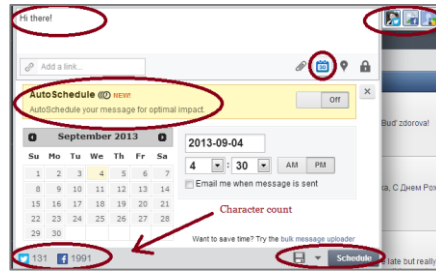 Hi there!
Add a link...
AutoSchedule NEW!
AutoSchedule your message for optimal impact.
Off
September 2013
Su Mo Tu We Th Fr Sa
1 2 3 4 5 6 7
8 9 10 11 12 13 14
15 16 17 18 19 20 21
22 23 24 25 26 27 28
29 30
2013-09-04
4 : 30 AM PM
Email me when message is sent
Character count
Want to save time? Try the bulk message uploader
131 1991
Schedule
Bud' zdorova!
ка, С Днем Рож
late but really